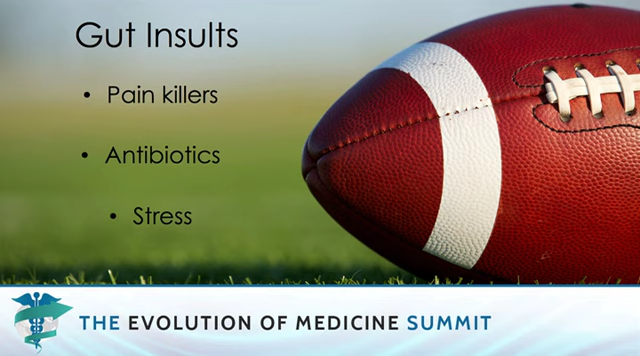 Gut Insults
• Pain killers
• Antibiotics
• Stress
THE EVOLUTION OF MEDICINE SUMMIT